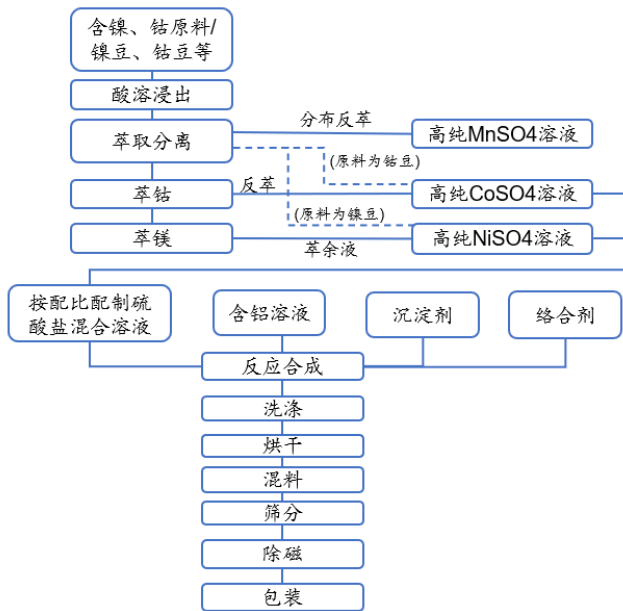 含镍、钴原料/
镍豆、钴豆等
酸溶浸出
分布反萃
萃取分离
高纯MnSO4溶液
(原料为钴豆)
萃钴
反萃
高纯CoSO4溶液
(原料为镍豆)
萃镁
萃余液
高纯NiSO4溶液
按配比配制硫
酸盐混合溶液
含铝溶液
沉淀剂
络合剂
反应合成
洗涤
烘干
混料
筛分
除磁
包装